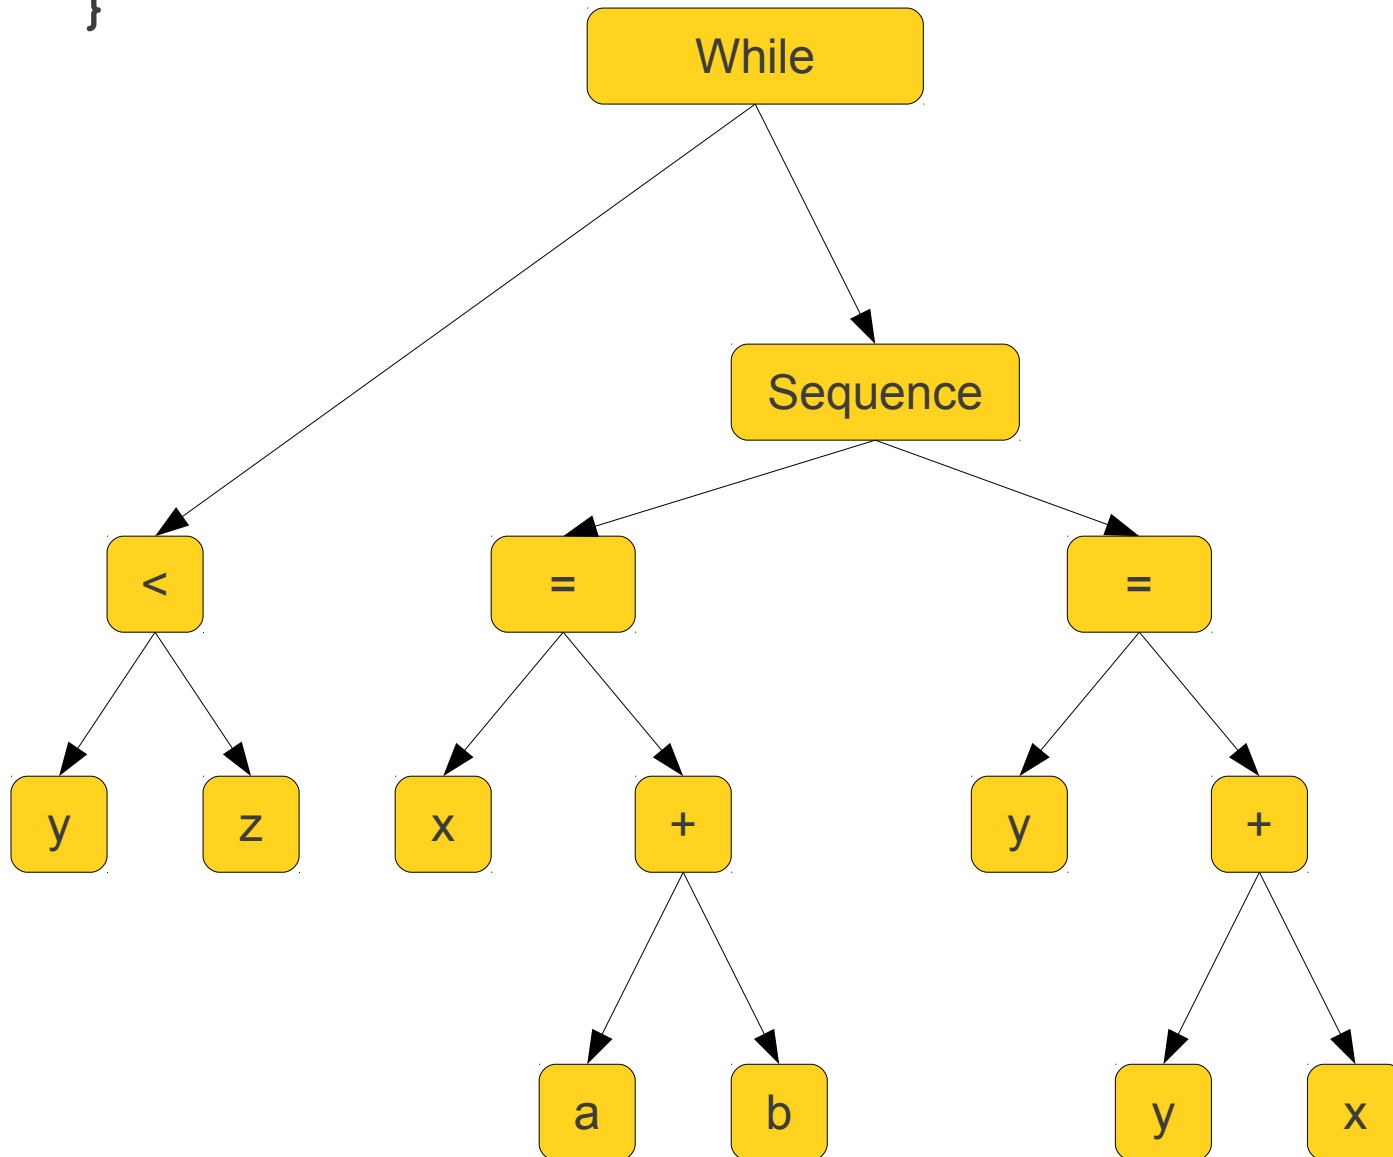 }
While
Sequence
< = =
y z x + y +
a b y x